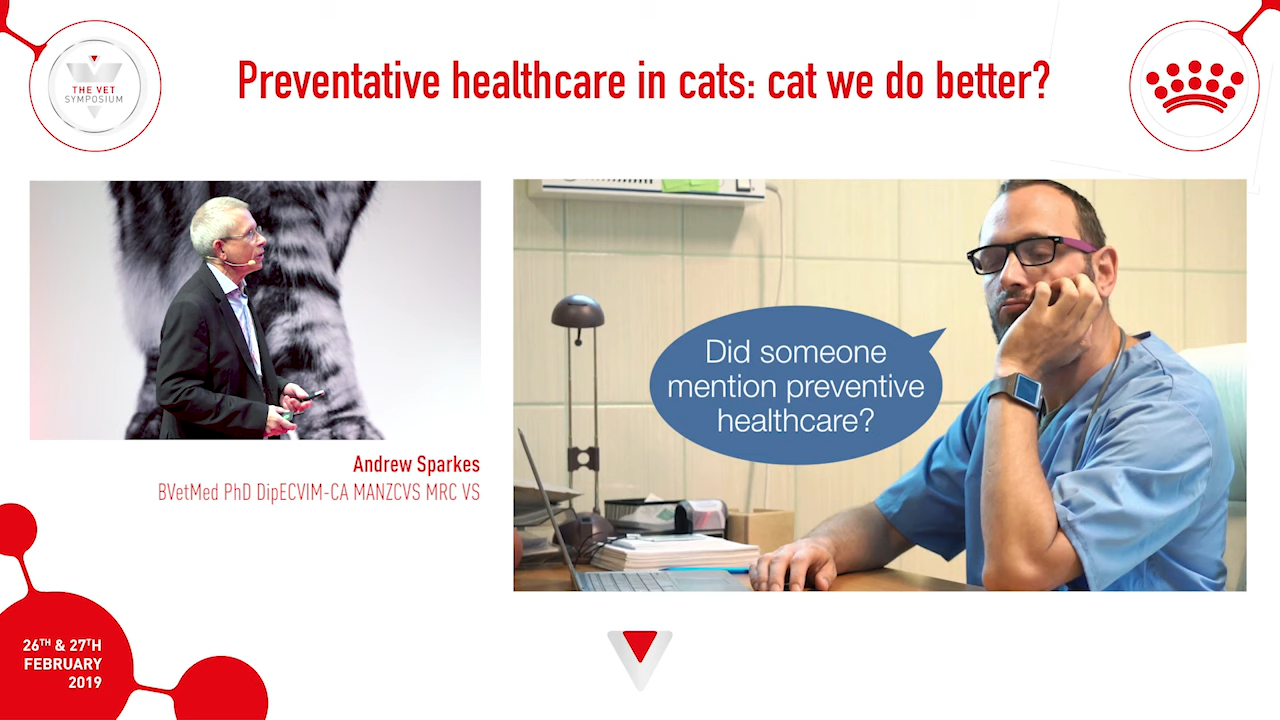 THE VET
SYMPOSIUM
Preventative healthcare in cats: cat we do better?
Did someone
mention preventive
healthcare?
Andrew Sparkes
BVetMed PhD DipECVIM-CA MANZCVS MRC VS
26TH & 27TH
FEBRUARY
2019